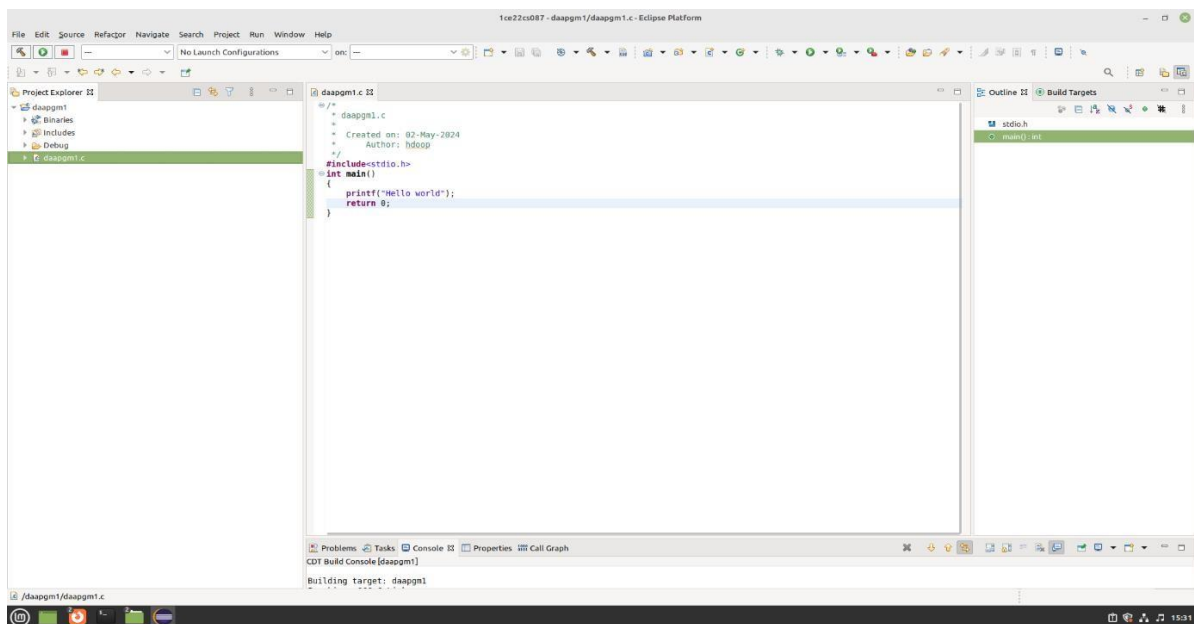 1ce22cs087 - daapgm1/daapgm1.c - Eclipse Platform
File Edit Source Refactor Navigate Search Project Run Window Help
No Launch Configurations on: —
Project Explorer
daapgm1
Binaries
Includes
Debug
daapgm1.c
daapgm1.c
/*
* daapgm1.c
*
* Created on: 02-May-2024
* Author: hdoop
*/
#include<stdio.h>
int main()
{
printf("Hello world");
return 0;
}
Outline Build Targets
stdio.h
main() : int
Problems Tasks Console Properties Call Graph
CDT Build Console [daapgm1]
Building target: daapgm1
/daapgm1/daapgm1.c
15:31